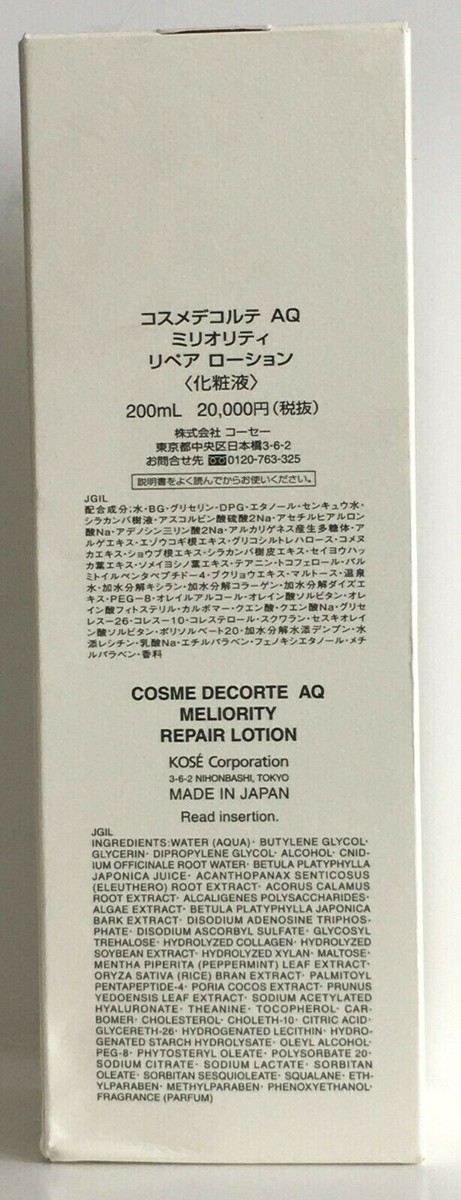 コスメデコルテ AQ
ミリオリティ
リペア ローション
〈化粧液〉
200mL 20,000円(税抜)
株式会社 コーセー
東京都中央区日本橋3-6-2
お問合せ先 0120-763-325
説明書をよく読んでからお使いください。
JGIL
配合成分:水・BG・グリセリン・DPG・エタノール・センキュウ水・
シラカンバ樹液・アスコルビン酸硫酸2Na・アセチルヒアルロン
酸Na・アデノシン三リン酸2Na・アルカリゲネス産生多糖体・ア
ルゲエキス・エゾウコギ根エキス・グリコシルトレハロース・コメヌ
カエキス・ショウブ根エキス・シラカンバ樹皮エキス・セイヨウハッ
カ葉エキス・ソメイヨシノ葉エキス・テアニン・トコフェロール・パル
ミトイルペンタペプチド-4・ブクリョウエキス・マルトース・温泉
水・加水分解キシラン・加水分解コラーゲン・加水分解ダイズエ
キス・PEG-8・オレイルアルコール・オレイン酸ソルビタン・オレ
イン酸フィトステリル・カルボマー・クエン酸・クエン酸Na・グリセ
レス-26・コレス-10・コレステロール・スクワラン・セスキオレイ
ン酸ソルビタン・ポリソルベート20・加水分解水添デンプン・水
添レシチン・乳酸Na・エチルパラベン・フェノキシエタノール・メチ
ルパラベン・香料
COSME DECORTE AQ
MELIORITY
REPAIR LOTION
KOSÉ Corporation
3-6-2 NIHONBASHI, TOKYO
MADE IN JAPAN
Read insertion.
JGIL
INGREDIENTS:WATER (AQUA)· BUTYLENE GLYCOL·
GLYCERIN· DIPROPYLENE GLYCOL· ALCOHOL· CNID-
IUM OFFICINALE ROOT WATER· BETULA PLATYPHYLLA
JAPONICA JUICE· ACANTHOPANAX SENTICOSUS
(ELEUTHERO) ROOT EXTRACT· ACORUS CALAMUS
ROOT EXTRACT· ALCALIGENES POLYSACCHARIDES·
ALGAE EXTRACT· BETULA PLATYPHYLLA JAPONICA
BARK EXTRACT· DISODIUM ADENOSINE TRIPHOS-
PHATE· DISODIUM ASCORBYL SULFATE· GLYCOSYL
TREHALOSE· HYDROLYZED COLLAGEN· HYDROLYZED
SOYBEAN EXTRACT· HYDROLYZED XYLAN· MALTOSE·
MENTHA PIPERITA (PEPPERMINT) LEAF EXTRACT·
ORYZA SATIVA (RICE) BRAN EXTRACT· PALMITOYL
PENTAPEPTIDE-4· PORIA COCOS EXTRACT· PRUNUS
YEDOENSIS LEAF EXTRACT· SODIUM ACETYLATED
HYALURONATE· THEANINE· TOCOPHEROL· CAR-
BOMER· CHOLESTEROL· CHOLETH-10· CITRIC ACID·
GLYCERETH-26· HYDROGENATED LECITHIN· HYDRO-
GENATED STARCH HYDROLYSATE· OLEYL ALCOHOL·
PEG-8· PHYTOSTERYL OLEATE· POLYSORBATE 20·
SODIUM CITRATE· SODIUM LACTATE· SORBITAN
OLEATE· SORBITAN SESQUIOLEATE· SQUALANE· ETH-
YLPARABEN· METHYLPARABEN· PHENOXYETHANOL·
FRAGRANCE (PARFUM)